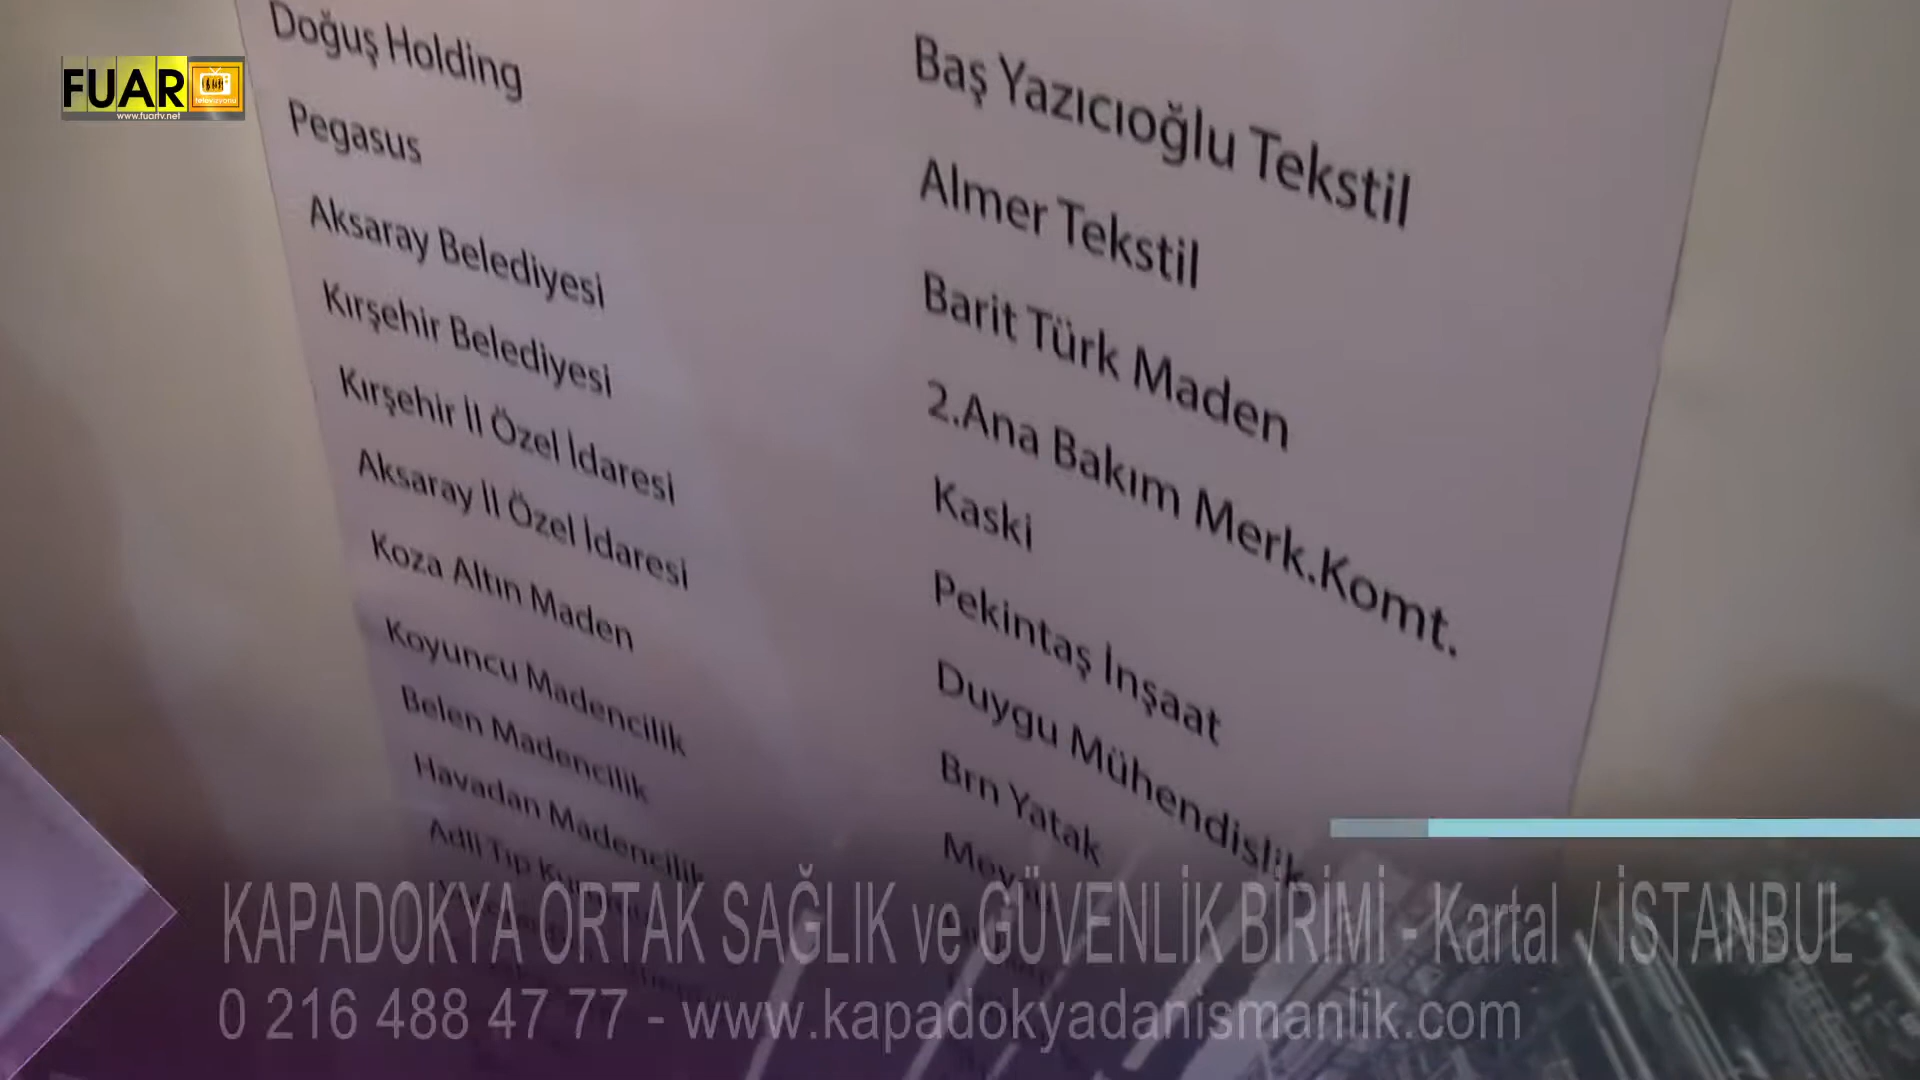 FUAR
televizyonu
www.fuartv.net
Doğuş Holding
Pegasus
Aksaray Belediyesi
Kırşehir Belediyesi
Kırşehir İl Özel İdaresi
Aksaray İl Özel İdaresi
Koza Altın Maden
Koyuncu Madencilik
Belen Madencilik
Havadan Madencilik
Adli Tıp
Baş Yazıcıoğlu Tekstil
Almer Tekstil
Barit Türk Maden
2.Ana Bakım Merk.Komt.
Kaski
Pekintaş İnşaat
Duygu Mühendislik
Brn Yatak
KAPADOKYA ORTAK SAĞLIK ve GÜVENLİK BİRİMİ - Kartal / İSTANBUL
0 216 488 47 77 - www.kapadokyadanismanlik.com